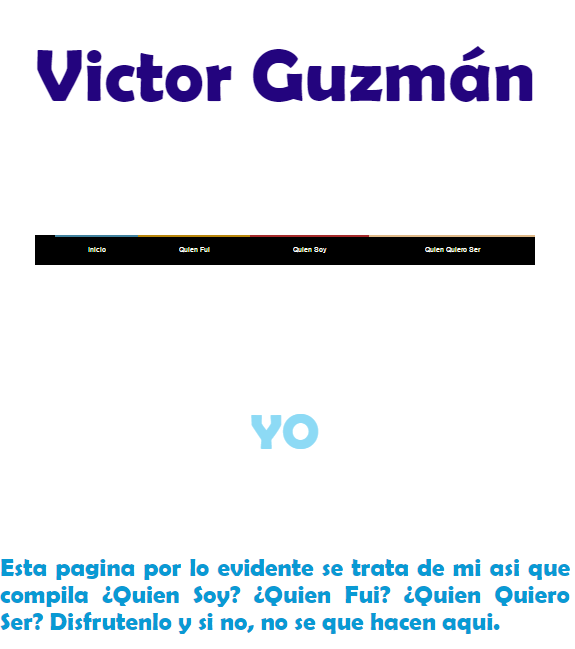 Victor Guzmán
Inicio Quien Fui Quien Soy Quien Quiero Ser
YO
Esta pagina por lo evidente se trata de mi asi que
compila ¿Quien Soy? ¿Quien Fui? ¿Quien Quiero
Ser? Disfrutenlo y si no, no se que hacen aqui.